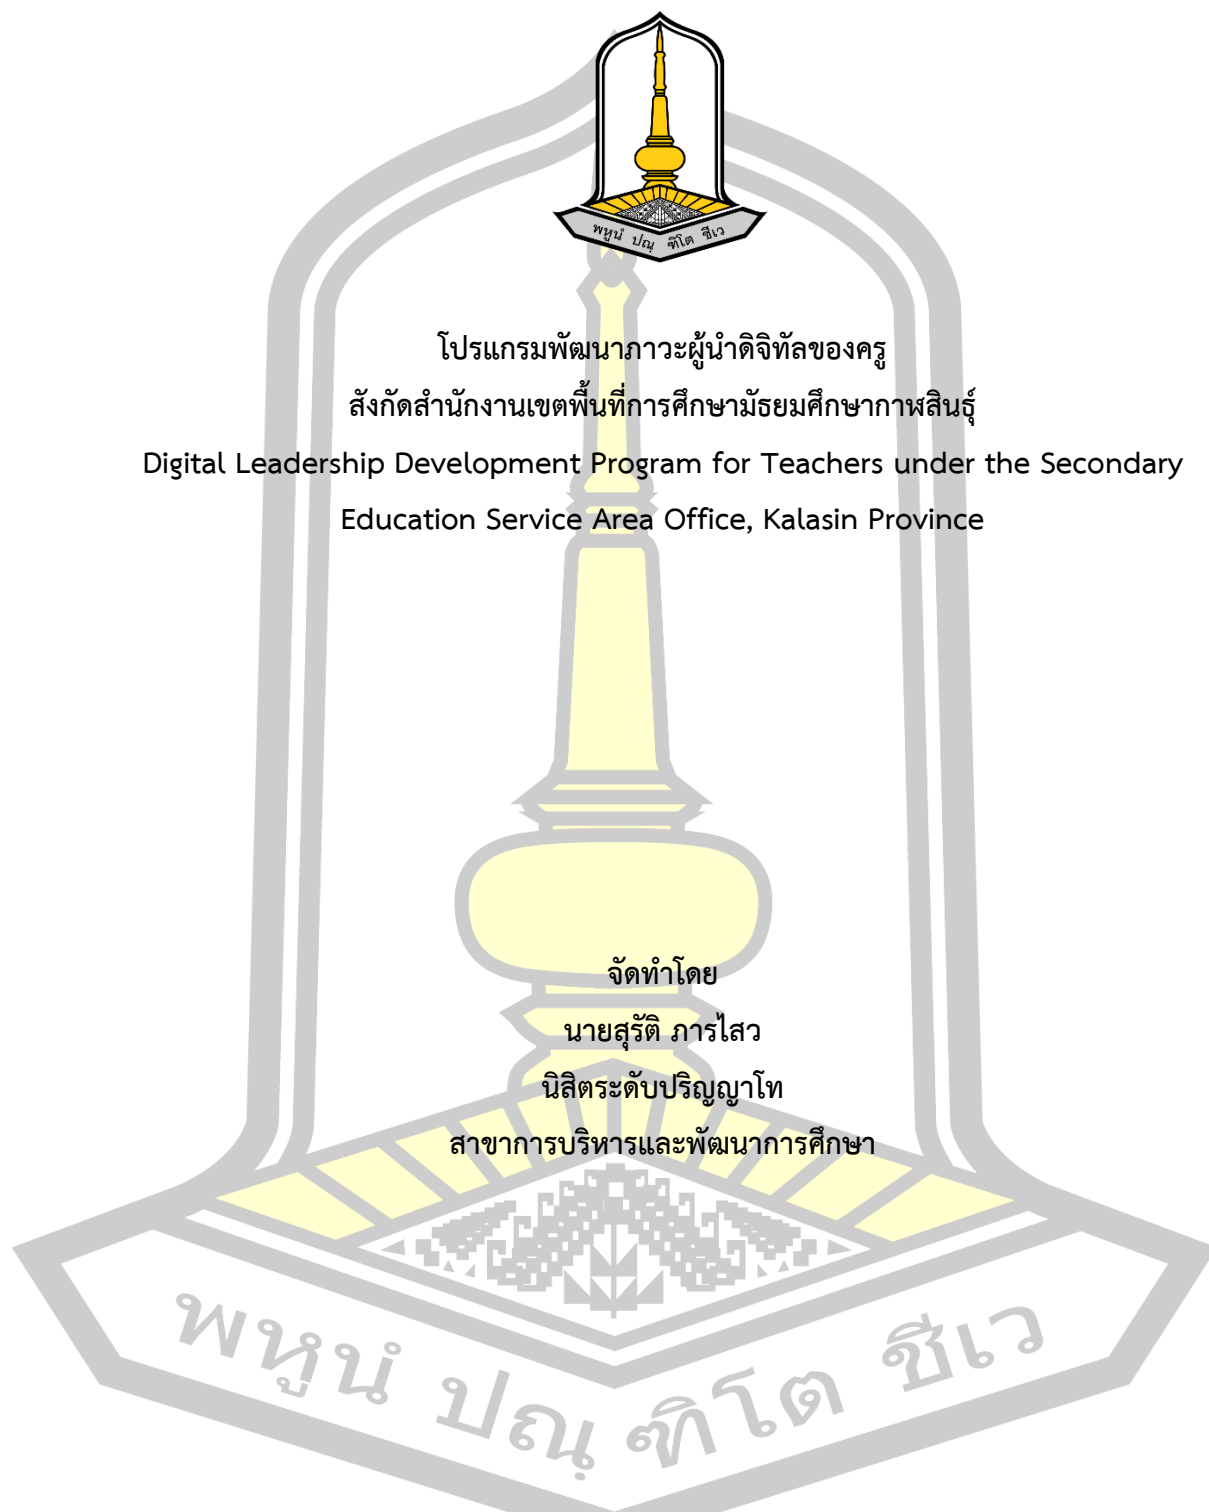 พหูนํ ปณฺ ฑิโต ชีเว
โปรแกรมพัฒนาภาวะผู้นำดิจิทัลของครู
สังกัดสำนักงานเขตพื้นที่การศึกษามัธยมศึกษากาฬสินธุ์
Digital Leadership Development Program for Teachers under the Secondary
Education Service Area Office, Kalasin Province
จัดทำโดย
นายสุรัติ ภารไสว
นิสิตระดับปริญญาโท
สาขาการบริหารและพัฒนาการศึกษา
พหูนํ ปณฺ ฑิโต ชีเว